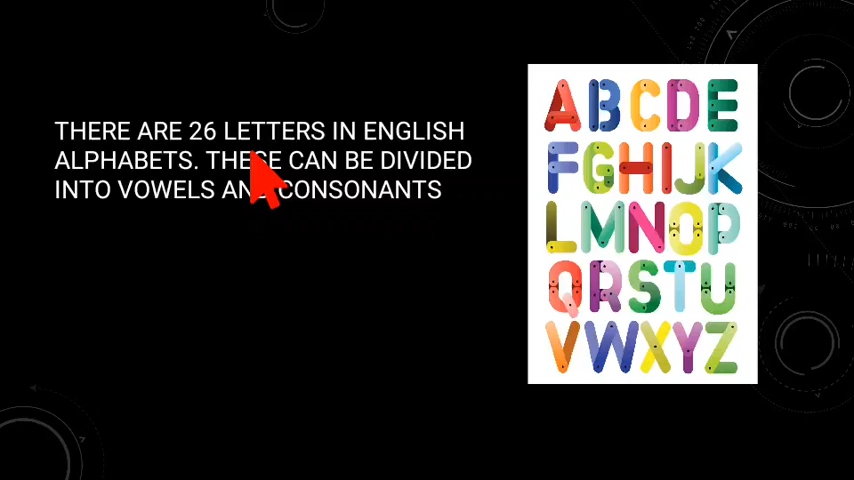 THERE ARE 26 LETTERS IN ENGLISH
ALPHABETS. THESE CAN BE DIVIDED
INTO VOWELS AND CONSONANTS
ABCDE
FGHIJK
LMNOP
QRSTU
VWXYZ